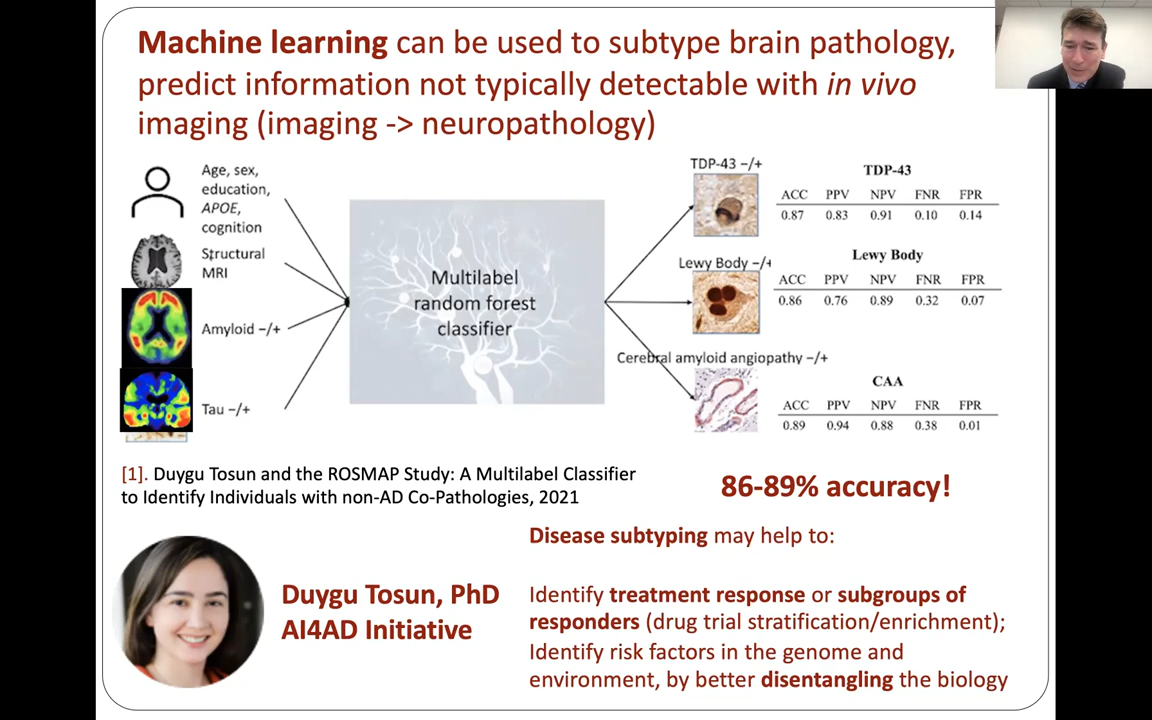 Machine learning can be used to subtype brain pathology,
predict information not typically detectable with in vivo
imaging (imaging -> neuropathology)
Age, sex,
education,
APOE,
cognition
Structural
MRI
Amyloid −/+
Tau −/+
Multilabel
random forest
classifier
TDP-43 −/+
TDP-43
ACC PPV NPV FNR FPR
0.87 0.83 0.91 0.10 0.14
Lewy Body −/+
Lewy Body
ACC PPV NPV FNR FPR
0.86 0.76 0.89 0.32 0.07
Cerebral amyloid angiopathy −/+
CAA
ACC PPV NPV FNR FPR
0.89 0.94 0.88 0.38 0.01
[1]. Duygu Tosun and the ROSMAP Study: A Multilabel Classifier
to Identify Individuals with non-AD Co-Pathologies, 2021
86-89% accuracy!
Duygu Tosun, PhD
AI4AD Initiative
Disease subtyping may help to:
Identify treatment response or subgroups of
responders (drug trial stratification/enrichment);
Identify risk factors in the genome and
environment, by better disentangling the biology